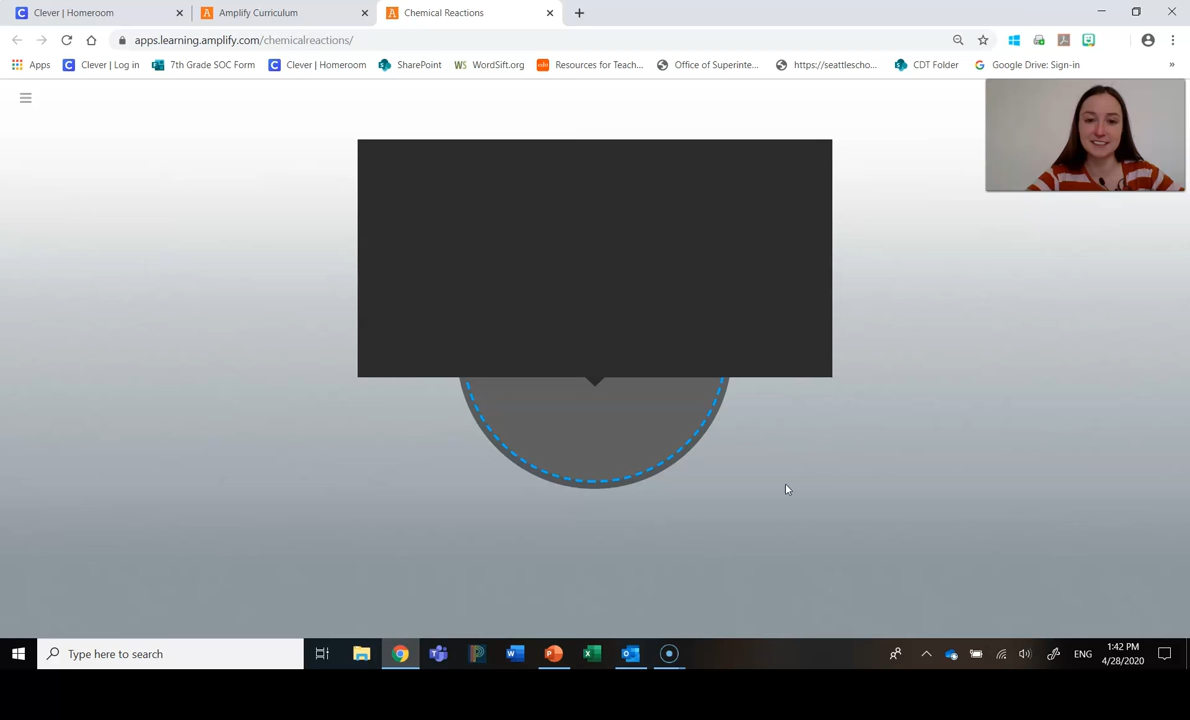 Clever | Homeroom
Amplify Curriculum
Chemical Reactions
apps.learning.amplify.com/chemicalreactions/
Apps
Clever | Log in
7th Grade SOC Form
Clever | Homeroom
SharePoint
WS WordSift.org
Resources for Teach...
Office of Superinte...
https://seattlescho...
CDT Folder
Google Drive: Sign-in
Type here to search
ENG
1:42 PM
4/28/2020